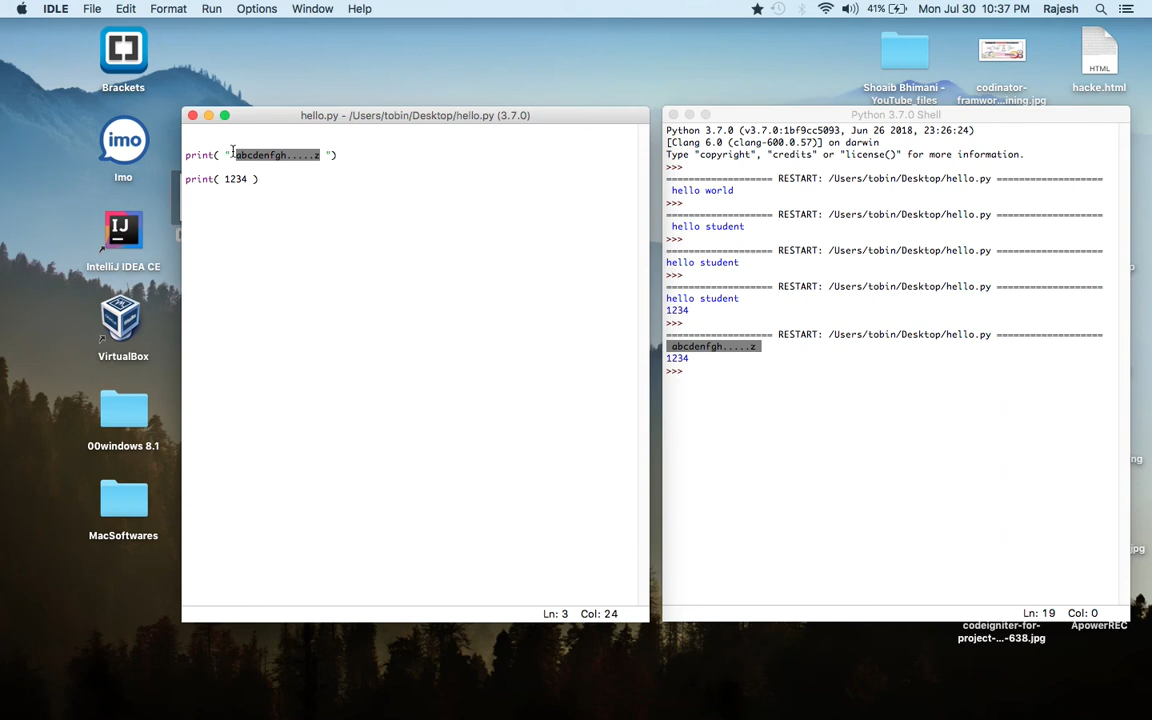 IDLE File Edit Format Run Options Window Help 41% Mon Jul 30 10:37 PM Rajesh
Brackets
Imo
IntelliJ IDEA CE
VirtualBox
00windows 8.1
MacSoftwares
Shoaib Bhimani -
YouTube_files
codinator-
framwor...ining.jpg
HTML
hacke.html
hello.py - /Users/tobin/Desktop/hello.py (3.7.0)
print( " abcdenfgh.....z ")
print( 1234 )
Ln: 3 Col: 24
Python 3.7.0 Shell
Python 3.7.0 (v3.7.0:1bf9cc5093, Jun 26 2018, 23:26:24)
[Clang 6.0 (clang-600.0.57)] on darwin
Type "copyright", "credits" or "license()" for more information.
>>>
=================== RESTART: /Users/tobin/Desktop/hello.py ===================
hello world
>>>
=================== RESTART: /Users/tobin/Desktop/hello.py ===================
hello student
>>>
=================== RESTART: /Users/tobin/Desktop/hello.py ===================
hello student
>>>
=================== RESTART: /Users/tobin/Desktop/hello.py ===================
hello student
1234
>>>
=================== RESTART: /Users/tobin/Desktop/hello.py ===================
abcdenfgh.....z
1234
>>>
Ln: 19 Col: 0
codeigniter-for-
project-...-638.jpg
ApowerREC
ng
jpg